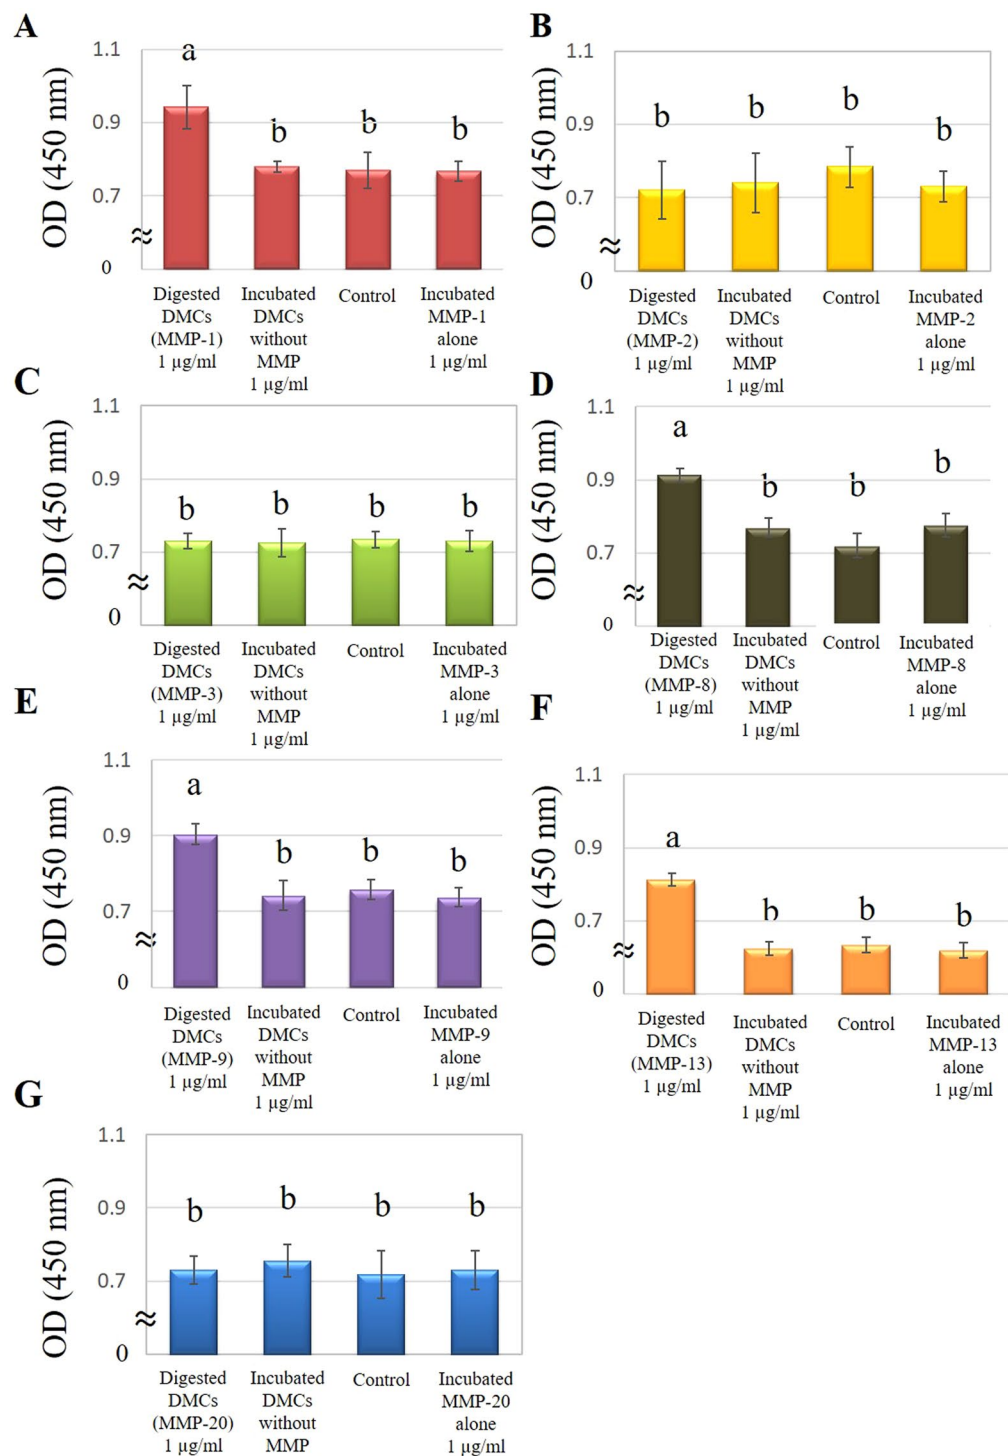 A
OD (450 nm)
1.1
0.9
0.7
≈
0
a
b
b
b
Digested
DMCs
(MMP-1)
1 µg/ml
Incubated
DMCs
without
MMP
1 µg/ml
Control
Incubated
MMP-1
alone
1 µg/ml
B
OD (450 nm)
1.1
0.9
0.7
≈
0
b
b
b
b
Digested
DMCs
(MMP-2)
1 µg/ml
Incubated
DMCs
without
MMP
1 µg/ml
Control
Incubated
MMP-2
alone
1 µg/ml
C
OD (450 nm)
1.1
0.9
0.7
≈
0
b
b
b
b
Digested
DMCs
(MMP-3)
1 µg/ml
Incubated
DMCs
without
MMP
1 µg/ml
Control
Incubated
MMP-3
alone
1 µg/ml
D
OD (450 nm)
1.1
0.9
0.7
≈
0
a
b
b
b
Digested
DMCs
(MMP-8)
1 µg/ml
Incubated
DMCs
without
MMP
1 µg/ml
Control
Incubated
MMP-8
alone
1 µg/ml
E
OD (450 nm)
1.1
0.9
0.7
≈
0
a
b
b
b
Digested
DMCs
(MMP-9)
1 µg/ml
Incubated
DMCs
without
MMP
1 µg/ml
Control
Incubated
MMP-9
alone
1 µg/ml
F
OD (450 nm)
1.1
0.9
0.7
≈
0
a
b
b
b
Digested
DMCs
(MMP-13)
1 µg/ml
Incubated
DMCs
without
MMP
1 µg/ml
Control
Incubated
MMP-13
alone
1 µg/ml
G
OD (450 nm)
1.1
0.9
0.7
≈
0
b
b
b
b
Digested
DMCs
(MMP-20)
1 µg/ml
Incubated
DMCs
without
MMP
Control
Incubated
MMP-20
alone
1 µg/ml